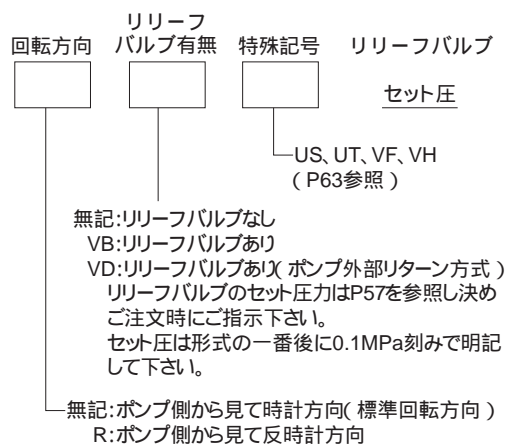 リリーフ
回転方向 バルブ有無 特殊記号 リリーフバルブ
セット圧
US、UT、VF、VH
（P63参照）
無記:リリーフバルブなし
VB:リリーフバルブあり
VD:リリーフバルブあり（ポンプ外部リターン方式）
リリーフバルブのセット圧力はP57を参照し決め
ご注文時にご指示下さい。
セット圧は形式の一番後に0.1MPa刻みで明記
して下さい。
無記:ポンプ側から見て時計方向（標準回転方向）
R:ポンプ側から見て反時計方向